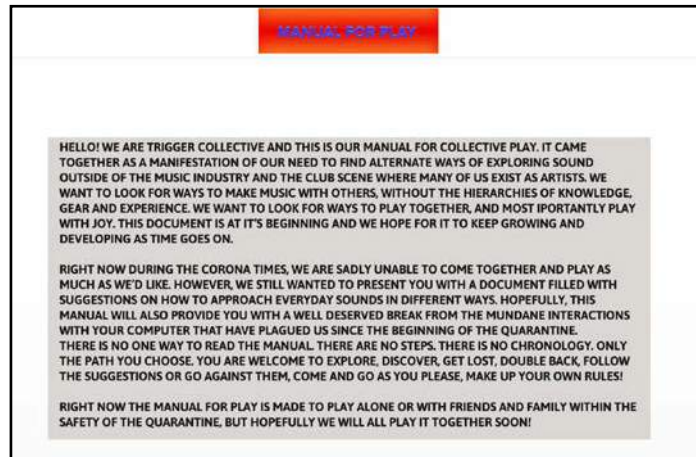 MANUAL FOR PLAY
HELLO! WE ARE TRIGGER COLLECTIVE AND THIS IS OUR MANUAL FOR COLLECTIVE PLAY. IT CAME
TOGETHER AS A MANIFESTATION OF OUR NEED TO FIND ALTERNATE WAYS OF EXPLORING SOUND
OUTSIDE OF THE MUSIC INDUSTRY AND THE CLUB SCENE WHERE MANY OF US EXIST AS ARTISTS. WE
WANT TO LOOK FOR WAYS TO MAKE MUSIC WITH OTHERS, WITHOUT THE HIERARCHIES OF KNOWLEDGE,
GEAR AND EXPERIENCE. WE WANT TO LOOK FOR WAYS TO PLAY TOGETHER, AND MOST IPORTANTLY PLAY
WITH JOY. THIS DOCUMENT IS AT IT'S BEGINNING AND WE HOPE FOR IT TO KEEP GROWING AND
DEVELOPING AS TIME GOES ON.
RIGHT NOW DURING THE CORONA TIMES, WE ARE SADLY UNABLE TO COME TOGETHER AND PLAY AS
MUCH AS WE'D LIKE. HOWEVER, WE STILL WANTED TO PRESENT YOU WITH A DOCUMENT FILLED WITH
SUGGESTIONS ON HOW TO APPROACH EVERYDAY SOUNDS IN DIFFERENT WAYS. HOPEFULLY, THIS
MANUAL WILL ALSO PROVIDE YOU WITH A WELL DESERVED BREAK FROM THE MUNDANE INTERACTIONS
WITH YOUR COMPUTER THAT HAVE PLAGUED US SINCE THE BEGINNING OF THE QUARANTINE.
THERE IS NO ONE WAY TO READ THE MANUAL. THERE ARE NO STEPS. THERE IS NO CHRONOLOGY. ONLY
THE PATH YOU CHOOSE. YOU ARE WELCOME TO EXPLORE, DISCOVER, GET LOST, DOUBLE BACK, FOLLOW
THE SUGGESTIONS OR GO AGAINST THEM, COME AND GO AS YOU PLEASE, MAKE UP YOUR OWN RULES!
RIGHT NOW THE MANUAL FOR PLAY IS MADE TO PLAY ALONE OR WITH FRIENDS AND FAMILY WITHIN THE
SAFETY OF THE QUARANTINE, BUT HOPEFULLY WE WILL ALL PLAY IT TOGETHER SOON!